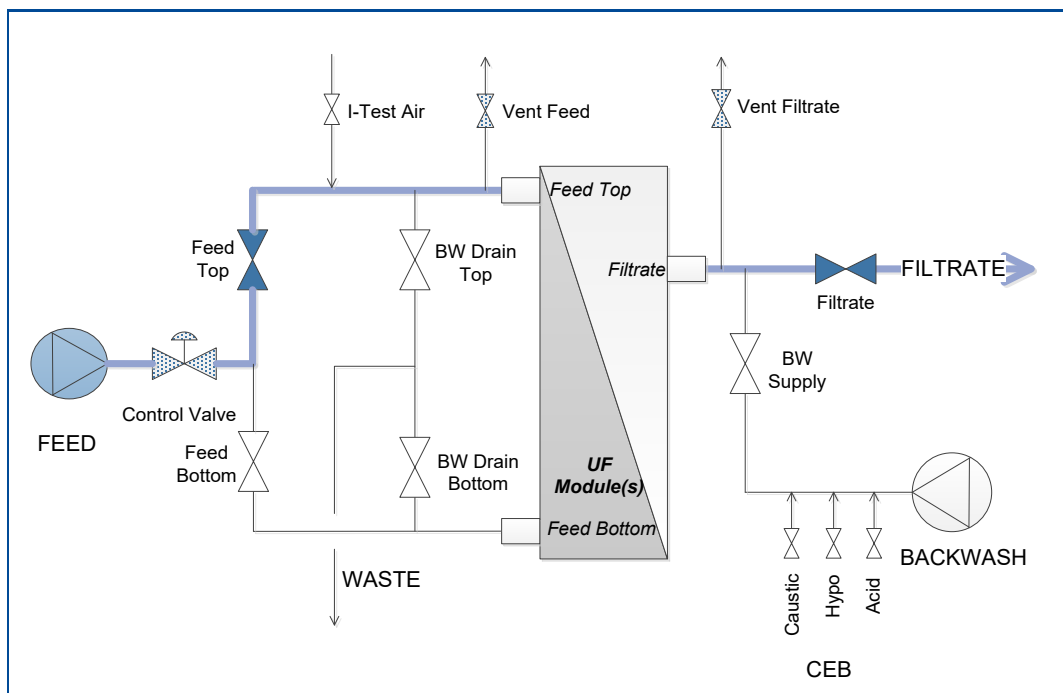 I-Test Air
Vent Feed
Vent Filtrate
Feed Top
Feed
Top
BW Drain
Top
Filtrate
FILTRATE
Filtrate
BW
Supply
Control Valve
FEED
Feed
Bottom
BW Drain
Bottom
UF
Module(s)
Feed Bottom
BACKWASH
WASTE
Caustic
Hypo
Acid
CEB